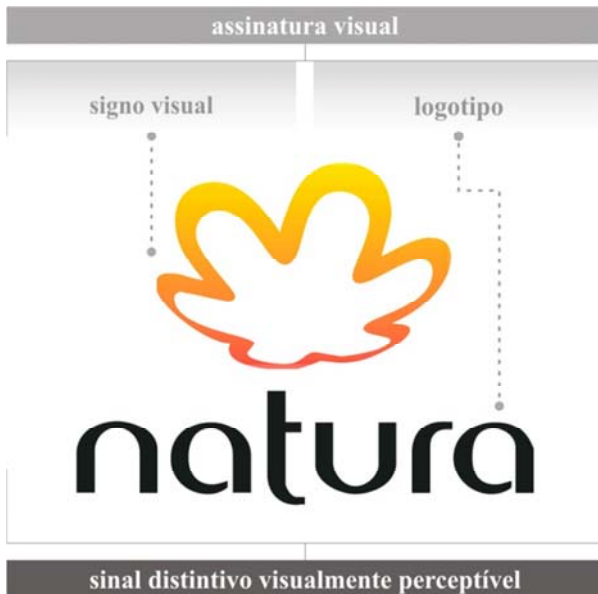 assinatura visual
signo visual
logotipo
natura
sinal distintivo visualmente perceptível